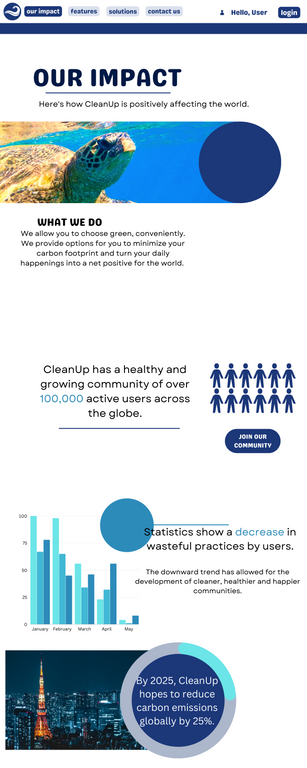 our impact features solutions contact us Hello, User login
OUR IMPACT
Here's how CleanUp is positively affecting the world.
WHAT WE DO
We allow you to choose green, conveniently.
We provide options for you to minimize your
carbon footprint and turn your daily
happenings into a net positive for the world.
CleanUp has a healthy and
growing community of over
100,000 active users across
the globe.
JOIN OUR
COMMUNITY
Statistics show a decrease in
wasteful practices by users.
The downward trend has allowed for the
development of cleaner, healthier and happier
communities.
100
75
50
25
0
January February March April May
By 2025, CleanUp
hopes to reduce
carbon emissions
globally by 25%.